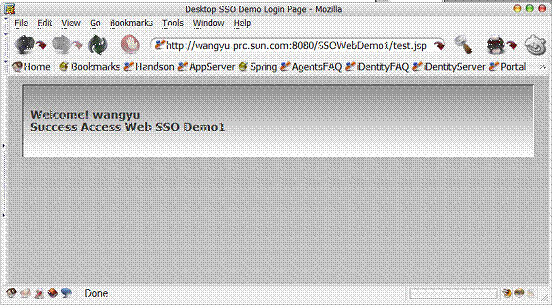 Desktop SSO Demo Login Page - Mozilla
File Edit View Go Bookmarks Tools Window Help
http://wangyu.prc.sun.com:8080/SSOWebDemo1/test.jsp
Home Bookmarks Handson AppServer Spring AgentsFAQ iDentityFAQ iDentityServer Portal
Welcome! wangyu
Success Access Web SSO Demo1
Done